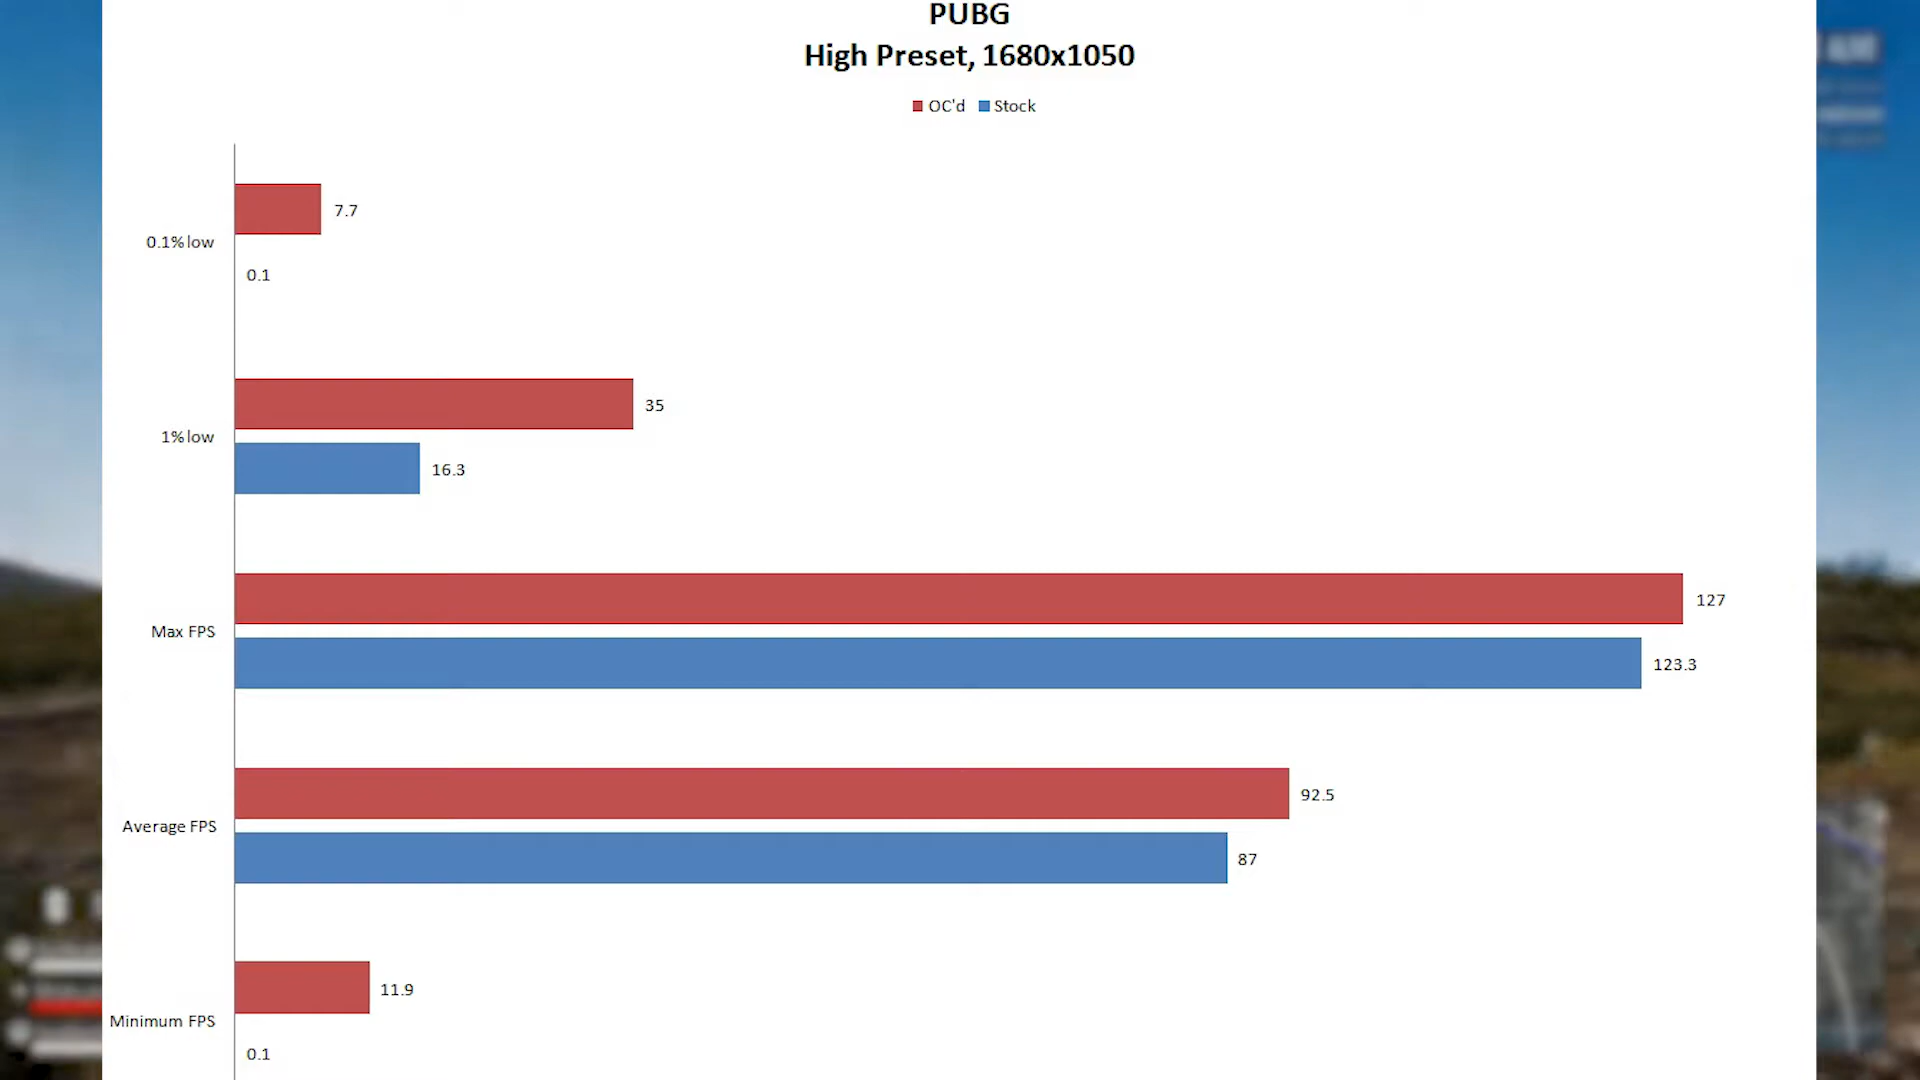 PUBG
High Preset, 1680x1050
OC'd Stock
0.1% low
7.7
0.1
1% low
35
16.3
Max FPS
127
123.3
Average FPS
92.5
87
Minimum FPS
11.9
0.1
ALIVE